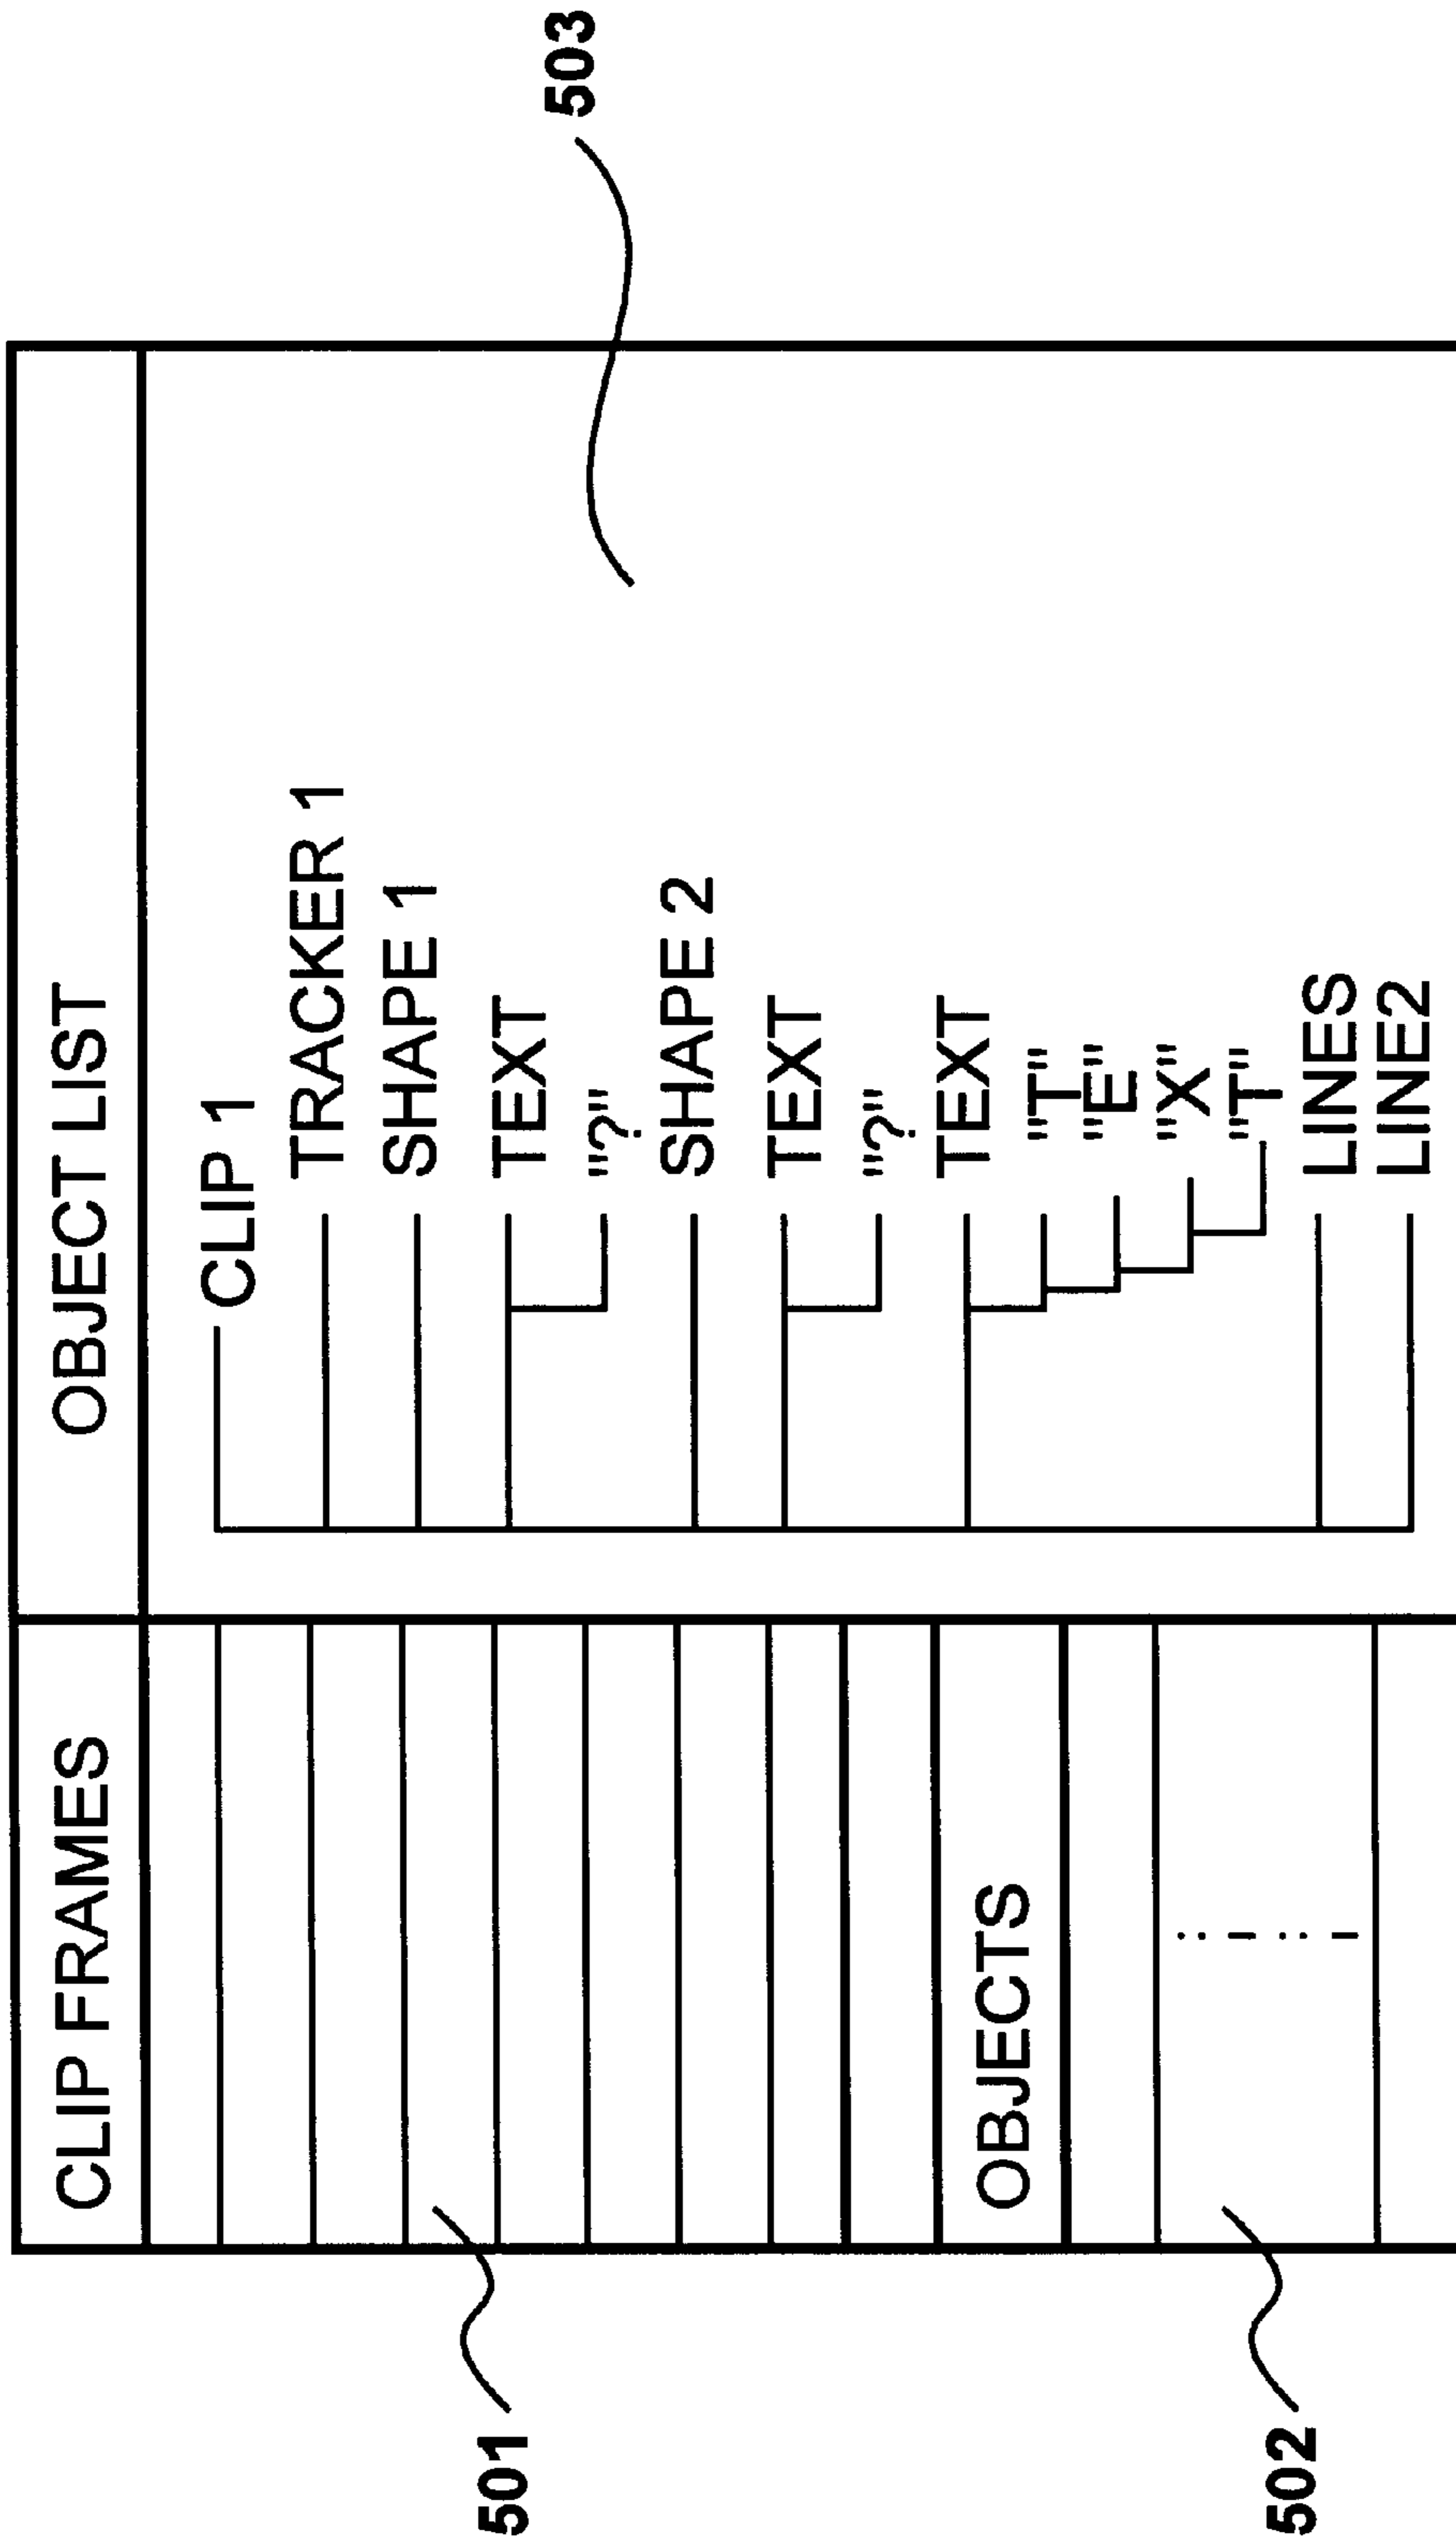 CLIP FRAMES
OBJECT LIST
CLIP 1
TRACKER 1
SHAPE 1
TEXT
"?"
SHAPE 2
TEXT
"?"
TEXT
"T"
"E"
"X"
"T"
LINES
LINE2
OBJECTS
501
502
503